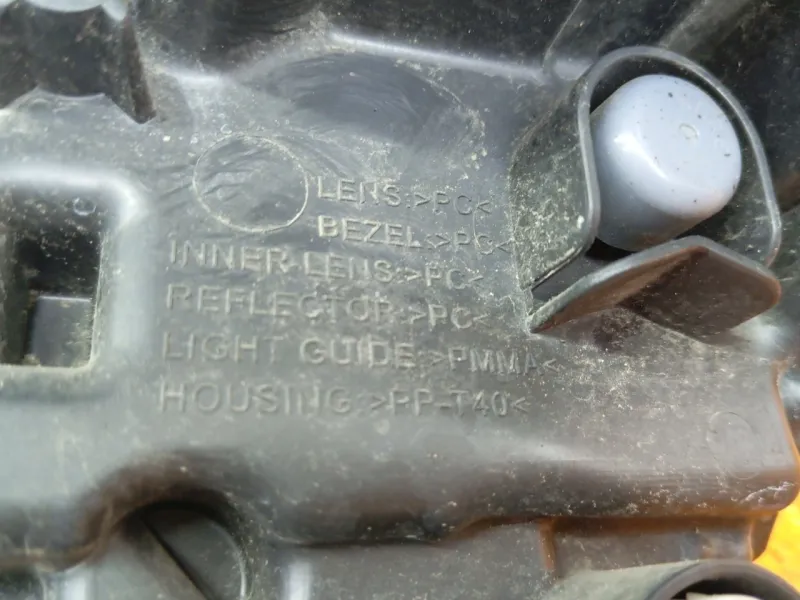 LENS:>PC<
BEZEL:>PC<
INNER LENS:>PC<
REFLECTOR:>PC<
LIGHT GUIDE:>PMMA<
HOUSING:>PP-T40<